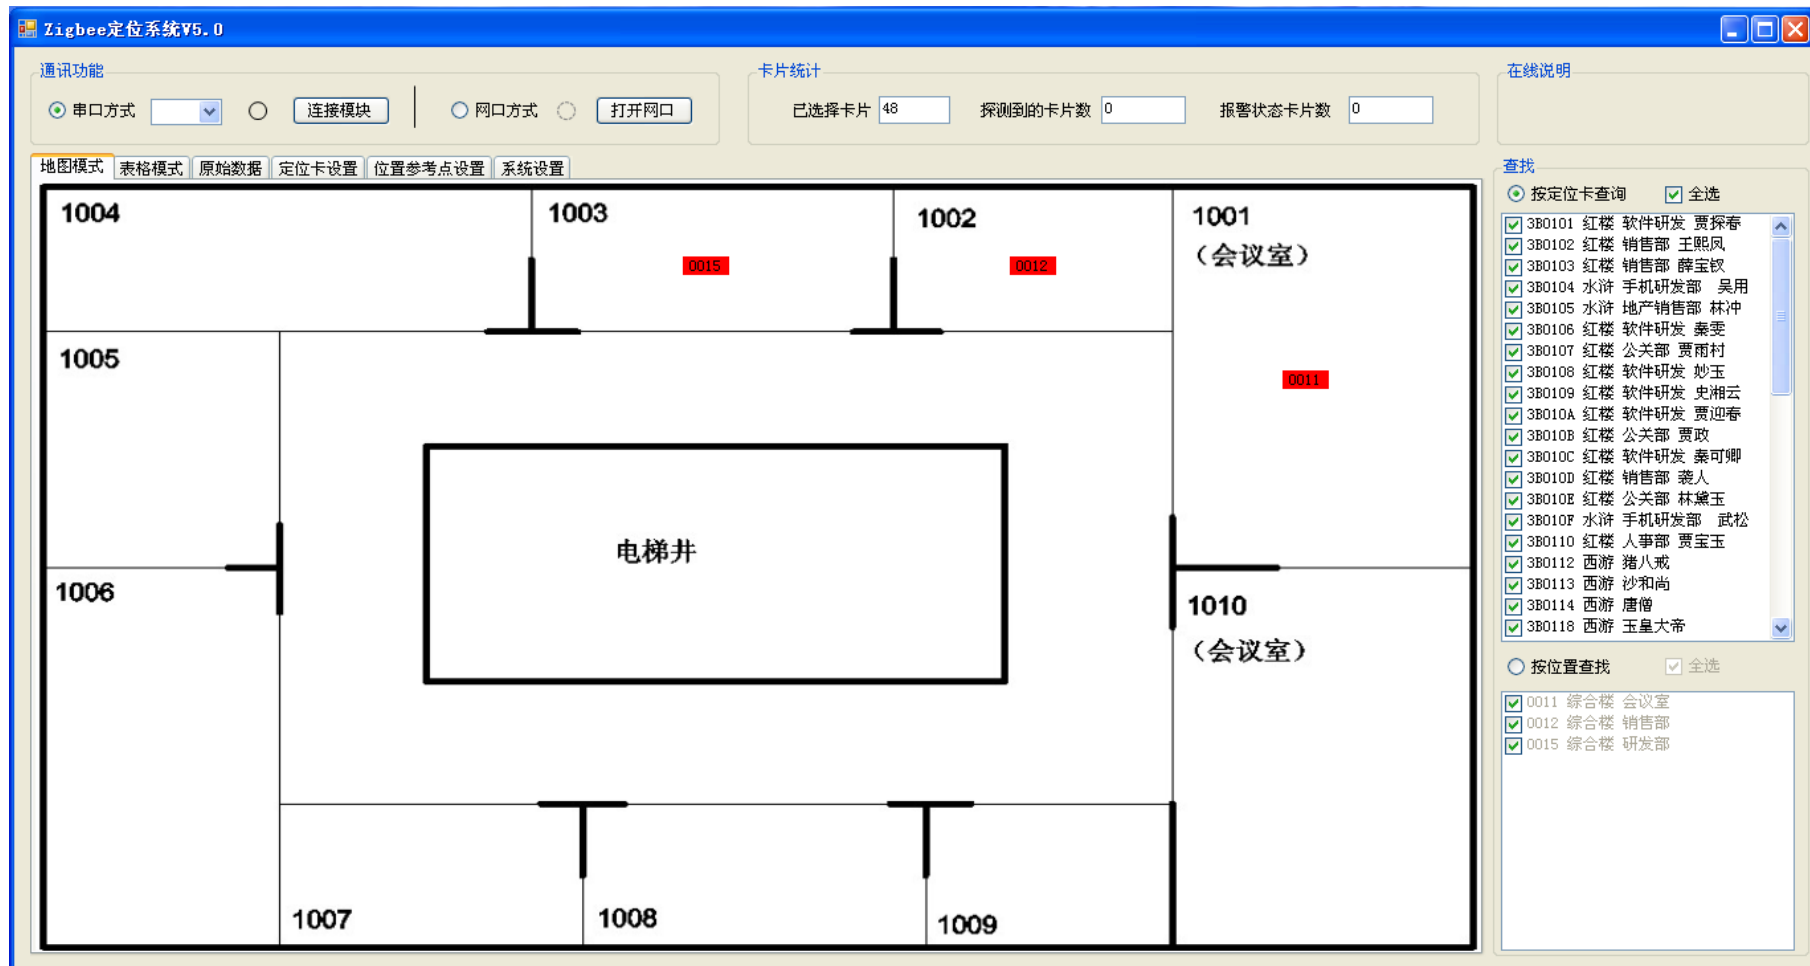 Zigbee定位系统V5.0
通讯功能
串口方式
连接模块
网口方式
打开网口
卡片统计
已选择卡片 48
探测到的卡片数 0
报警状态卡片数 0
在线说明
地图模式 表格模式 原始数据 定位卡设置 位置参考点设置 系统设置
1004
1003
1002
1001
（会议室）
0015
0012
0011
1005
电梯井
1006
1010
（会议室）
1007
1008
1009
查找
按定位卡查询 全选
3B0101 红楼 软件研发 贾探春
3B0102 红楼 销售部 王熙凤
3B0103 红楼 销售部 薛宝钗
3B0104 水浒 手机研发部 吴用
3B0105 水浒 地产销售部 林冲
3B0106 红楼 软件研发 秦雯
3B0107 红楼 公关部 贾雨村
3B0108 红楼 软件研发 妙玉
3B0109 红楼 软件研发 史湘云
3B010A 红楼 软件研发 贾迎春
3B010B 红楼 公关部 贾政
3B010C 红楼 软件研发 秦可卿
3B010D 红楼 销售部 袭人
3B010E 红楼 公关部 林黛玉
3B010F 水浒 手机研发部 武松
3B0110 红楼 人事部 贾宝玉
3B0112 西游 猪八戒
3B0113 西游 沙和尚
3B0114 西游 唐僧
3B0118 西游 玉皇大帝
按位置查找 全选
0011 综合楼 会议室
0012 综合楼 销售部
0015 综合楼 研发部